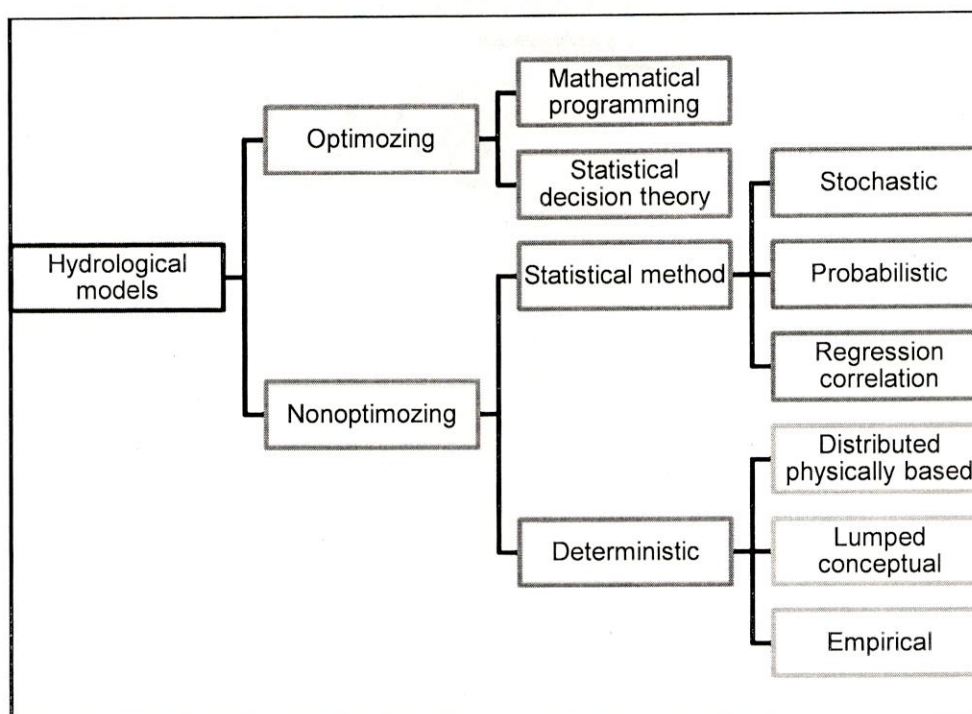 Hydrological
models
Optimozing
Mathematical
programming
Statistical
decision theory
Nonoptimozing
Statistical method
Stochastic
Probabilistic
Regression
correlation
Deterministic
Distributed
physically based
Lumped
conceptual
Empirical